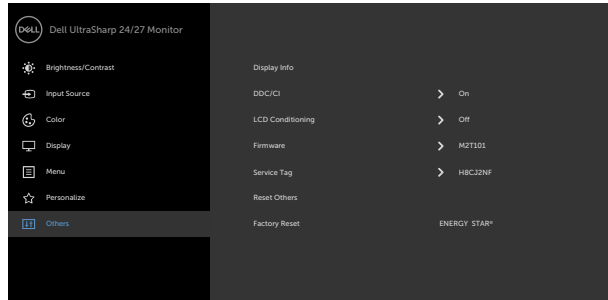 DELL Dell UltraSharp 24/27 Monitor
Brightness/Contrast Display Info
Input Source DDC/CI On
Color LCD Conditioning Off
Display Firmware M2T101
Menu Service Tag H8CJ2NF
Personalize Reset Others
Others Factory Reset ENERGY STAR®